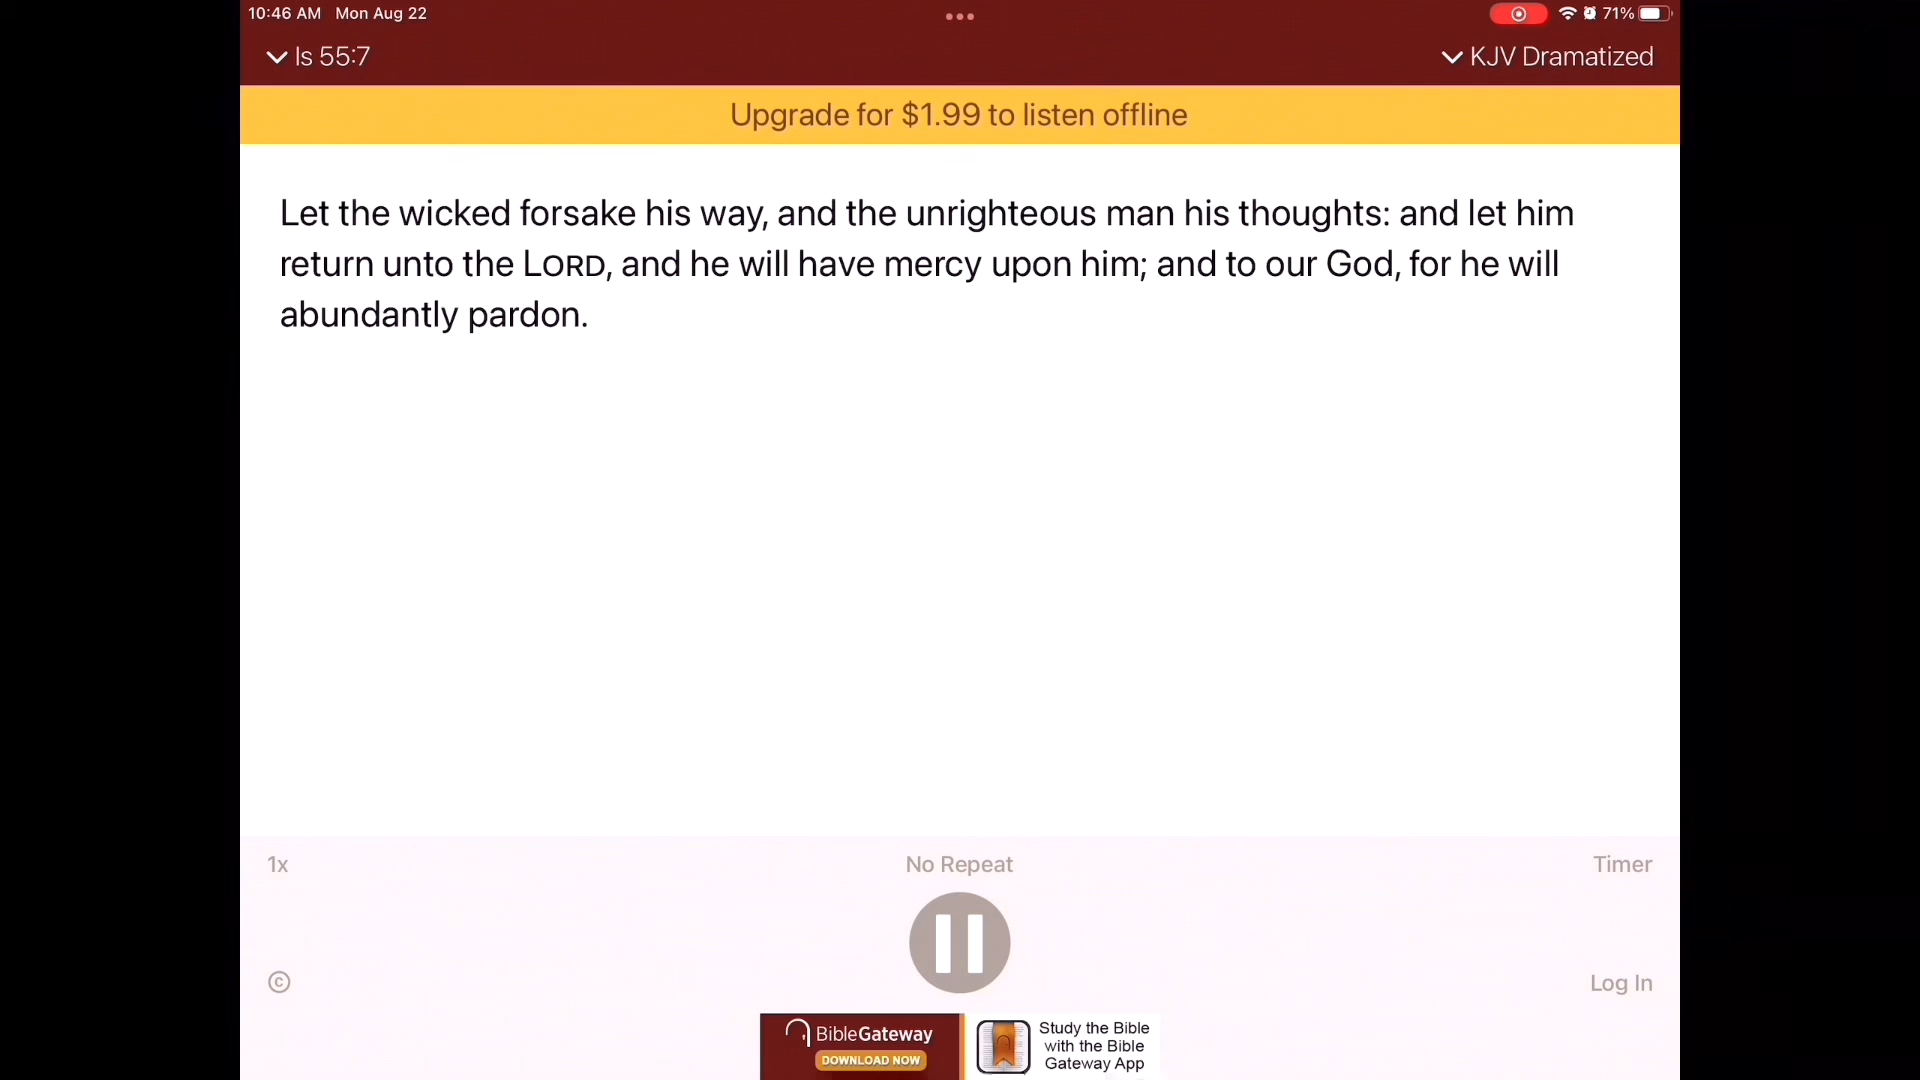 10:46 AM Mon Aug 22
71%
Is 55:7
KJV Dramatized
Upgrade for $1.99 to listen offline
Let the wicked forsake his way, and the unrighteous man his thoughts: and let him
return unto the LORD, and he will have mercy upon him; and to our God, for he will
abundantly pardon.
1x
No Repeat
Timer
©
Log In
BibleGateway
DOWNLOAD NOW
Study the Bible
with the Bible
Gateway App